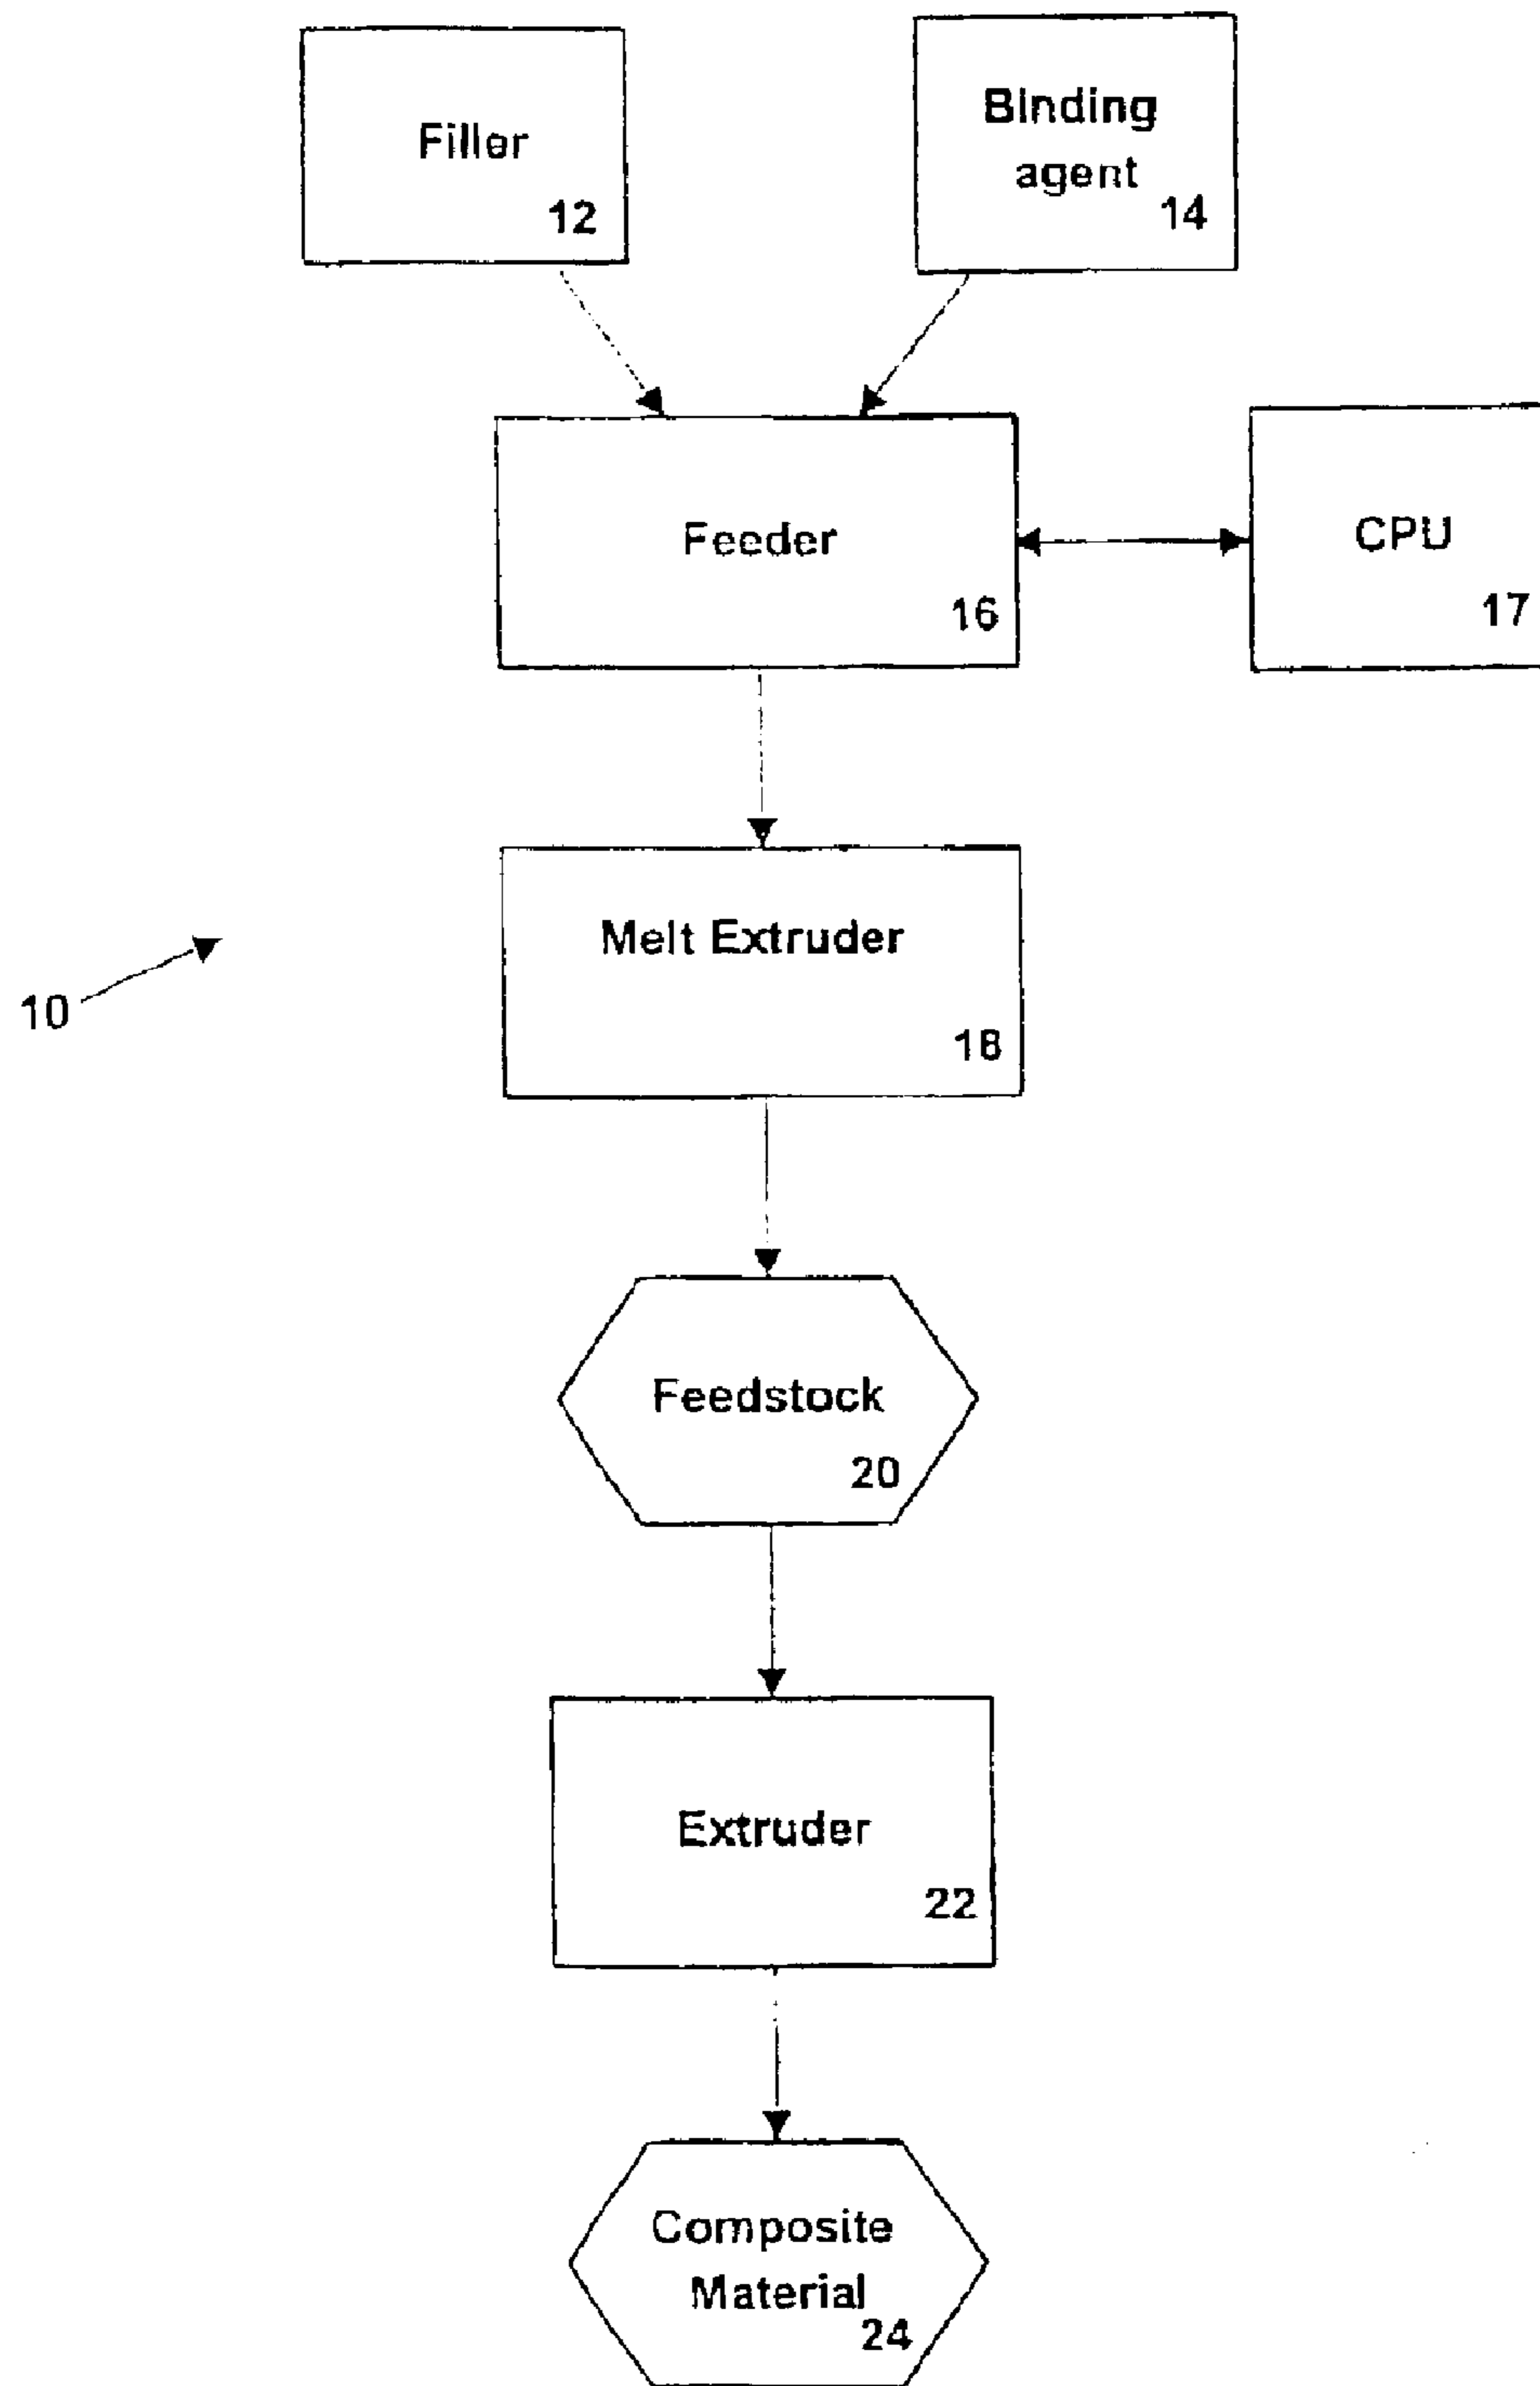 Filler
12
Binding
agent
14
Feeder
16
CPU
17
Melt Extruder
18
10
Feedstock
20
Extruder
22
Composite
Material
24